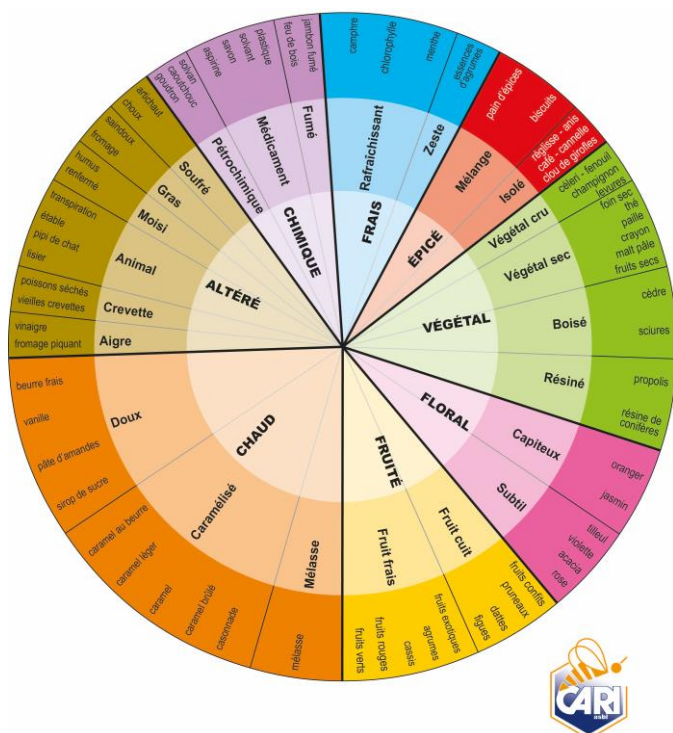 FRAIS
Rafraîchissant
camphre
chlorophylle
menthe
Zeste
essences
d'agrumes
ÉPICÉ
Mélange
pain d'épices
biscuits
Isolé
réglisse - anis
café - cannelle
clou de girofles
VÉGÉTAL
Végétal cru
céleri - fenouil
champignon
levures
Végétal sec
foin sec
thé
paille
crayon
malt pâle
fruits secs
Boisé
cèdre
sciures
Résiné
propolis
résine de
conifères
FLORAL
Capiteux
oranger
jasmin
Subtil
tilleul
violette
acacia
rose
FRUITÉ
Fruit cuit
fruits confits
pruneaux
dattes
figues
Fruit frais
fruits exotiques
agrumes
cassis
fruits rouges
fruits verts
CHAUD
Mélasse
mélasse
Caramélisé
casonnade
caramel brûlé
caramel
caramel léger
caramel au beurre
Doux
sirop de sucre
pâte d'amandes
vanille
beurre frais
ALTÉRÉ
Aigre
fromage piquant
vinaigre
Crevette
vieilles crevettes
poissons séchés
Animal
lisier
pipi de chat
étable
transpiration
Moisi
renfermé
humus
Gras
fromage
saindoux
Soufré
choux
artichaut
CHIMIQUE
Pétrochimique
goudron
caoutchouc
solvan
Médicament
aspirine
savon
solvant
plastique
Fumé
feu de bois
jambon fumé
CARI
asbl